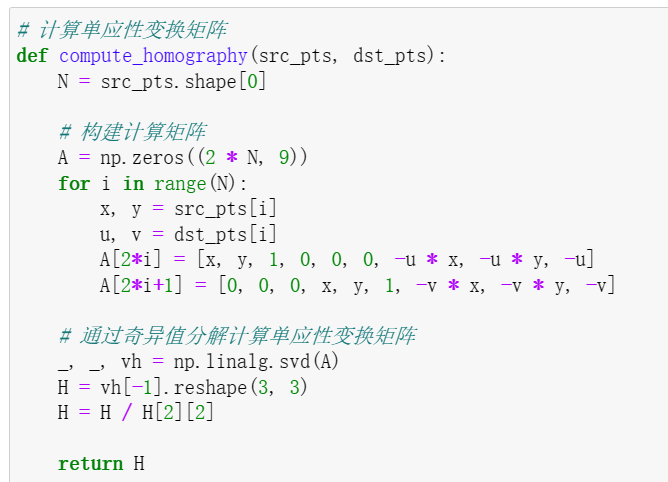 # 计算单应性变换矩阵
def compute_homography(src_pts, dst_pts):
    N = src_pts.shape[0]

    # 构建计算矩阵
    A = np.zeros((2 * N, 9))
    for i in range(N):
        x, y = src_pts[i]
        u, v = dst_pts[i]
        A[2*i] = [x, y, 1, 0, 0, 0, -u * x, -u * y, -u]
        A[2*i+1] = [0, 0, 0, x, y, 1, -v * x, -v * y, -v]

    # 通过奇异值分解计算单应性变换矩阵
    _, _, vh = np.linalg.svd(A)
    H = vh[-1].reshape(3, 3)
    H = H / H[2][2]

    return H